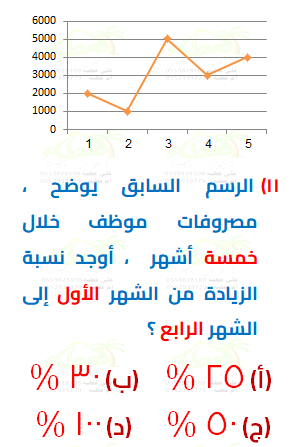 6000
5000
4000
3000
2000
1000
0
1 2 3 4 5
١١) الرسم السابق يوضح ،
مصروفات موظف خلال
خمسة أشهر ، أوجد نسبة
الزيادة من الشهر الأول إلى
الشهر الرابع ؟
(أ) ٢٥ % (ب) ٣٠ %
(ج) ٥٠ % (د) ١٠٠ %